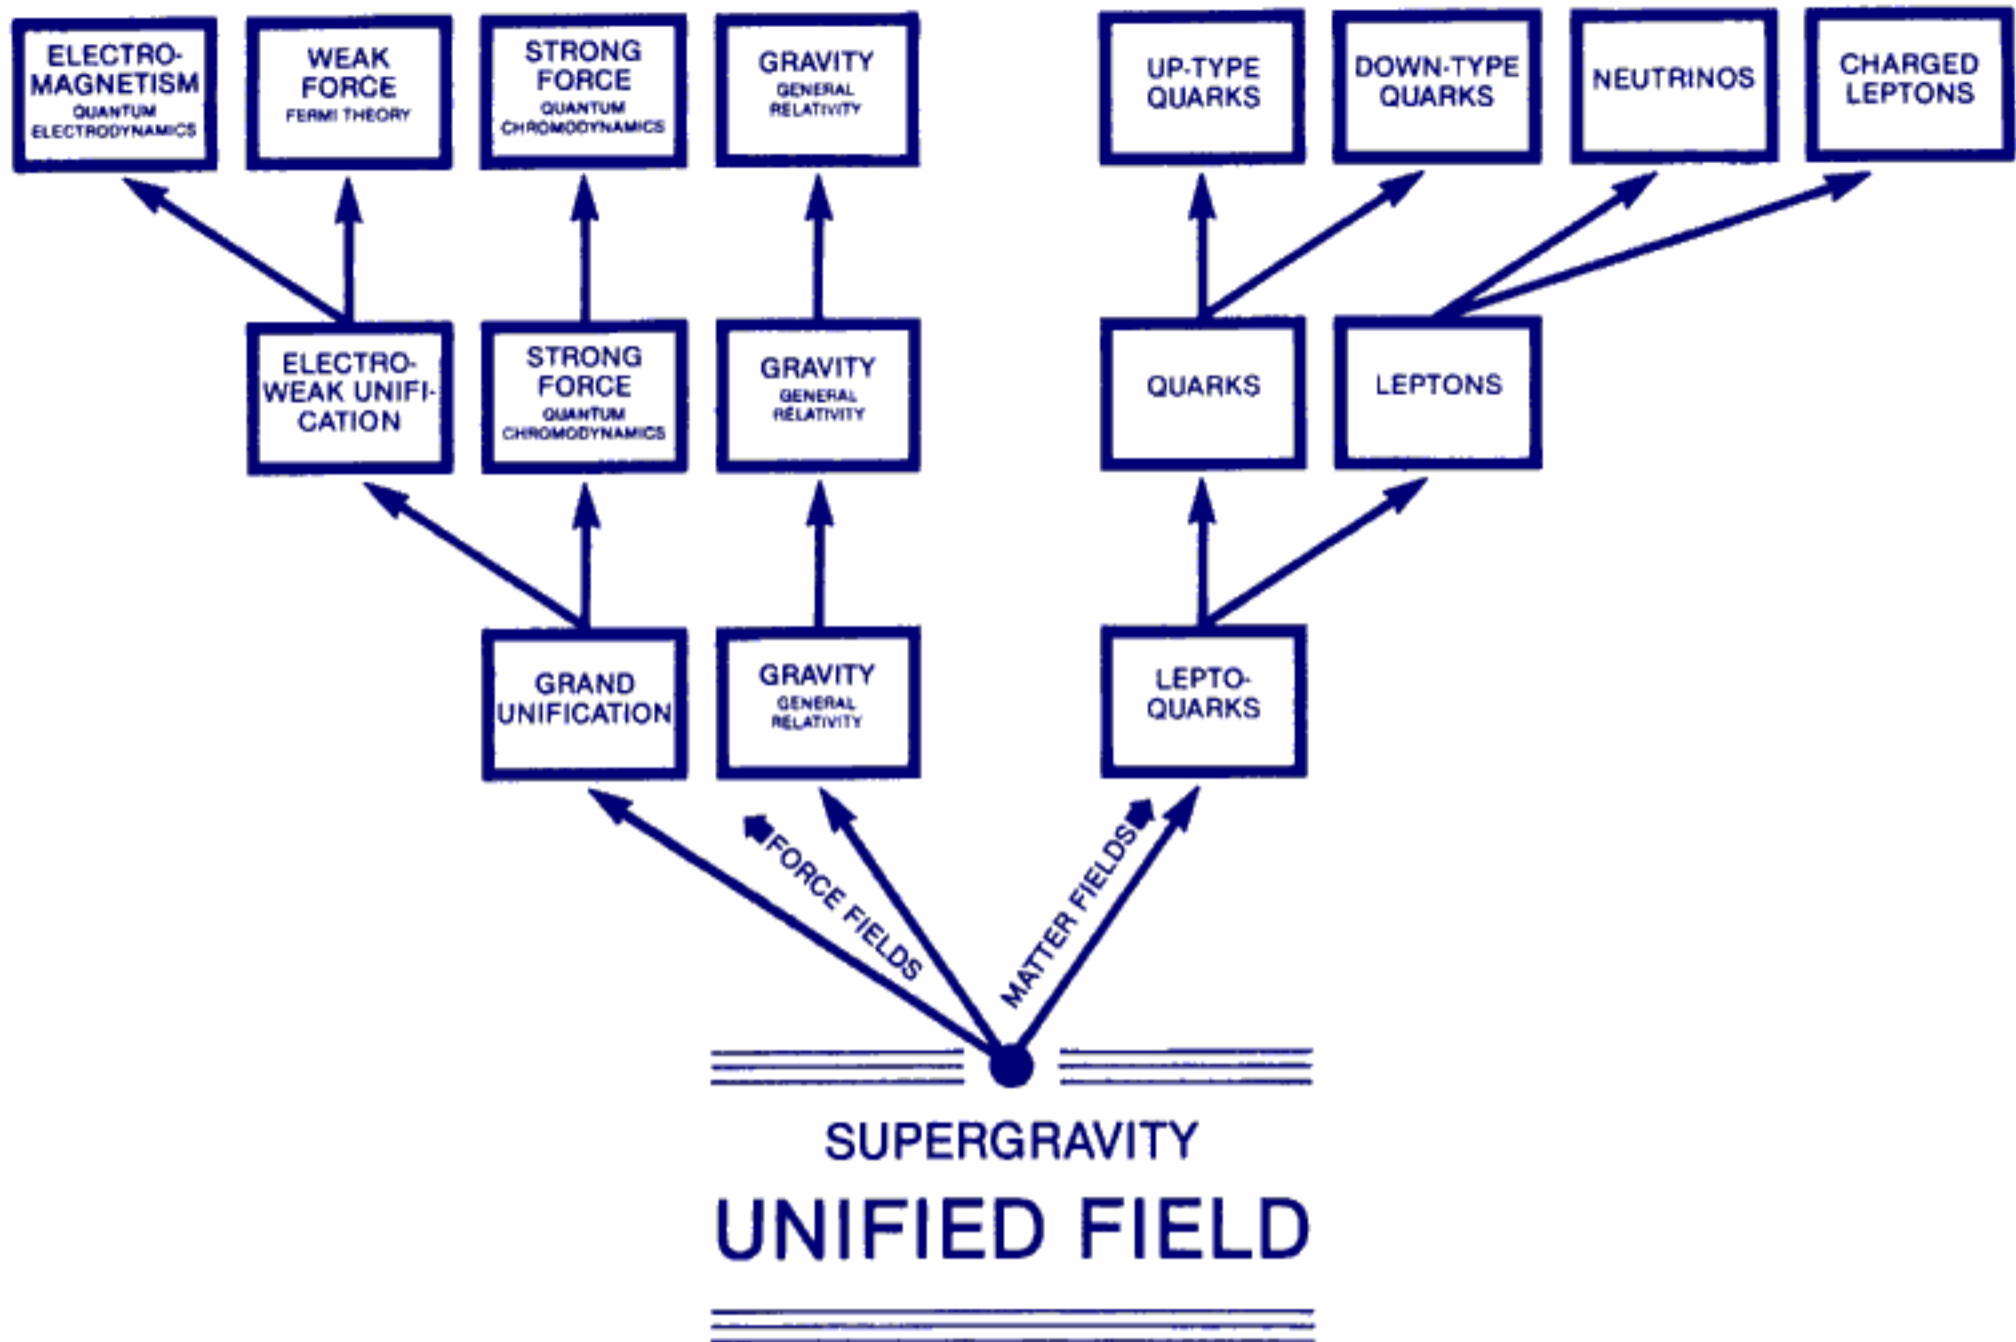 ELECTRO-
MAGNETISM
QUANTUM
ELECTRODYNAMICS
WEAK
FORCE
FERMI THEORY
STRONG
FORCE
QUANTUM
CHROMODYNAMICS
GRAVITY
GENERAL
RELATIVITY
UP-TYPE
QUARKS
DOWN-TYPE
QUARKS
NEUTRINOS
CHARGED
LEPTONS
ELECTRO-
WEAK UNIFI-
CATION
STRONG
FORCE
QUANTUM
CHROMODYNAMICS
GRAVITY
GENERAL
RELATIVITY
QUARKS
LEPTONS
GRAND
UNIFICATION
GRAVITY
GENERAL
RELATIVITY
LEPTO-
QUARKS
FORCE FIELDS
MATTER FIELDS
SUPERGRAVITY
UNIFIED FIELD